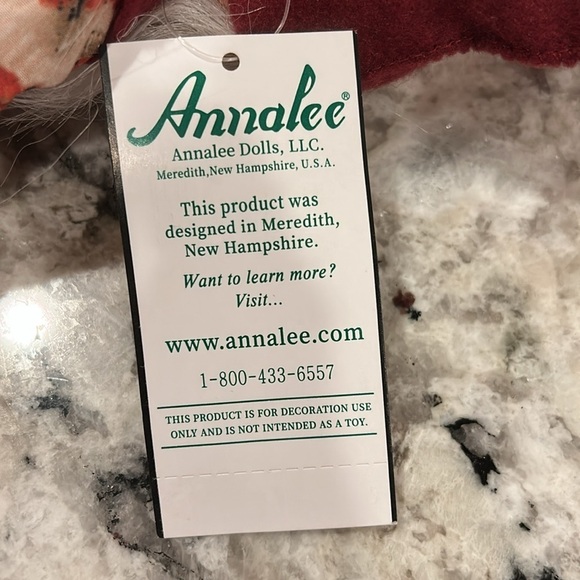 Annalee®
Annalee Dolls, LLC.
Meredith,New Hampshire, U.S.A.
This product was
designed in Meredith,
New Hampshire.
Want to learn more?
Visit...
www.annalee.com
1-800-433-6557
THIS PRODUCT IS FOR DECORATION USE
ONLY AND IS NOT INTENDED AS A TOY.